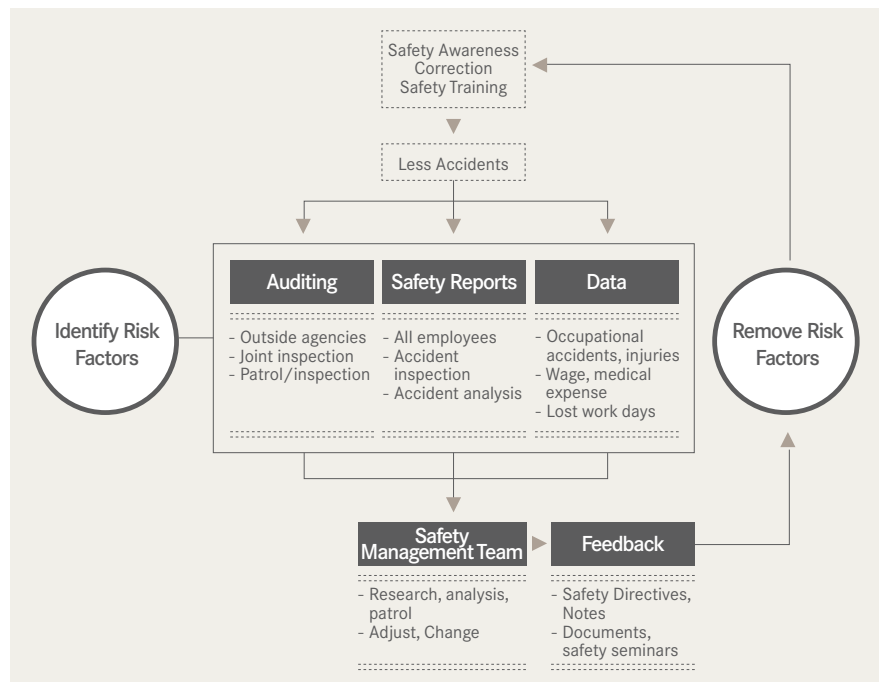 Safety Awareness
Correction
Safety Training
Less Accidents
Auditing
- Outside agencies
- Joint inspection
- Patrol/inspection
Safety Reports
- All employees
- Accident
inspection
- Accident analysis
Data
- Occupational
accidents, injuries
- Wage, medical
expense
- Lost work days
Identify Risk
Factors
Remove Risk
Factors
Safety
Management Team
- Research, analysis,
patrol
- Adjust, Change
Feedback
- Safety Directives,
Notes
- Documents,
safety seminars